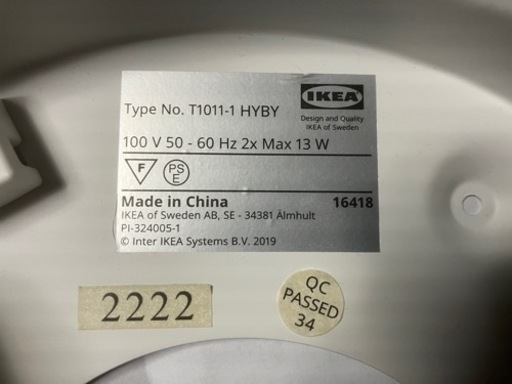 IKEA
Design and Quality
IKEA of Sweden
Type No. T1011-1 HYBY
100 V 50 - 60 Hz 2x Max 13 W
F
PS
E
Made in China 16418
IKEA of Sweden AB, SE - 34381 Älmhult
PI-324005-1
© Inter IKEA Systems B.V. 2019
2222
QC
PASSED
34